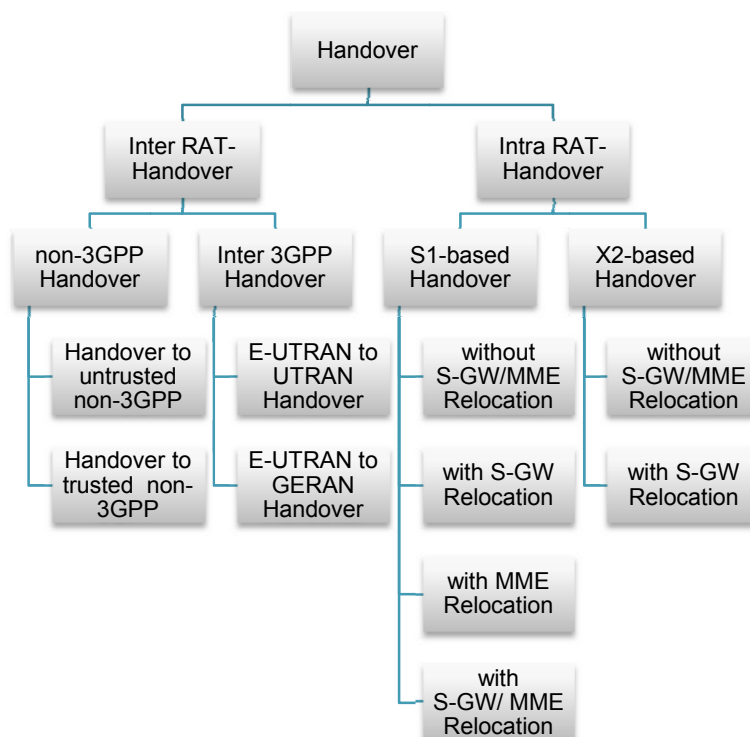 Handover
Inter RAT-
Handover
Intra RAT-
Handover
non-3GPP
Handover
Inter 3GPP
Handover
S1-based
Handover
X2-based
Handover
Handover to
untrusted
non-3GPP
E-UTRAN to
UTRAN
Handover
without
S-GW/MME
Relocation
without
S-GW/MME
Relocation
Handover to
trusted non-
3GPP
E-UTRAN to
GERAN
Handover
with S-GW
Relocation
with S-GW
Relocation
with MME
Relocation
with
S-GW/ MME
Relocation